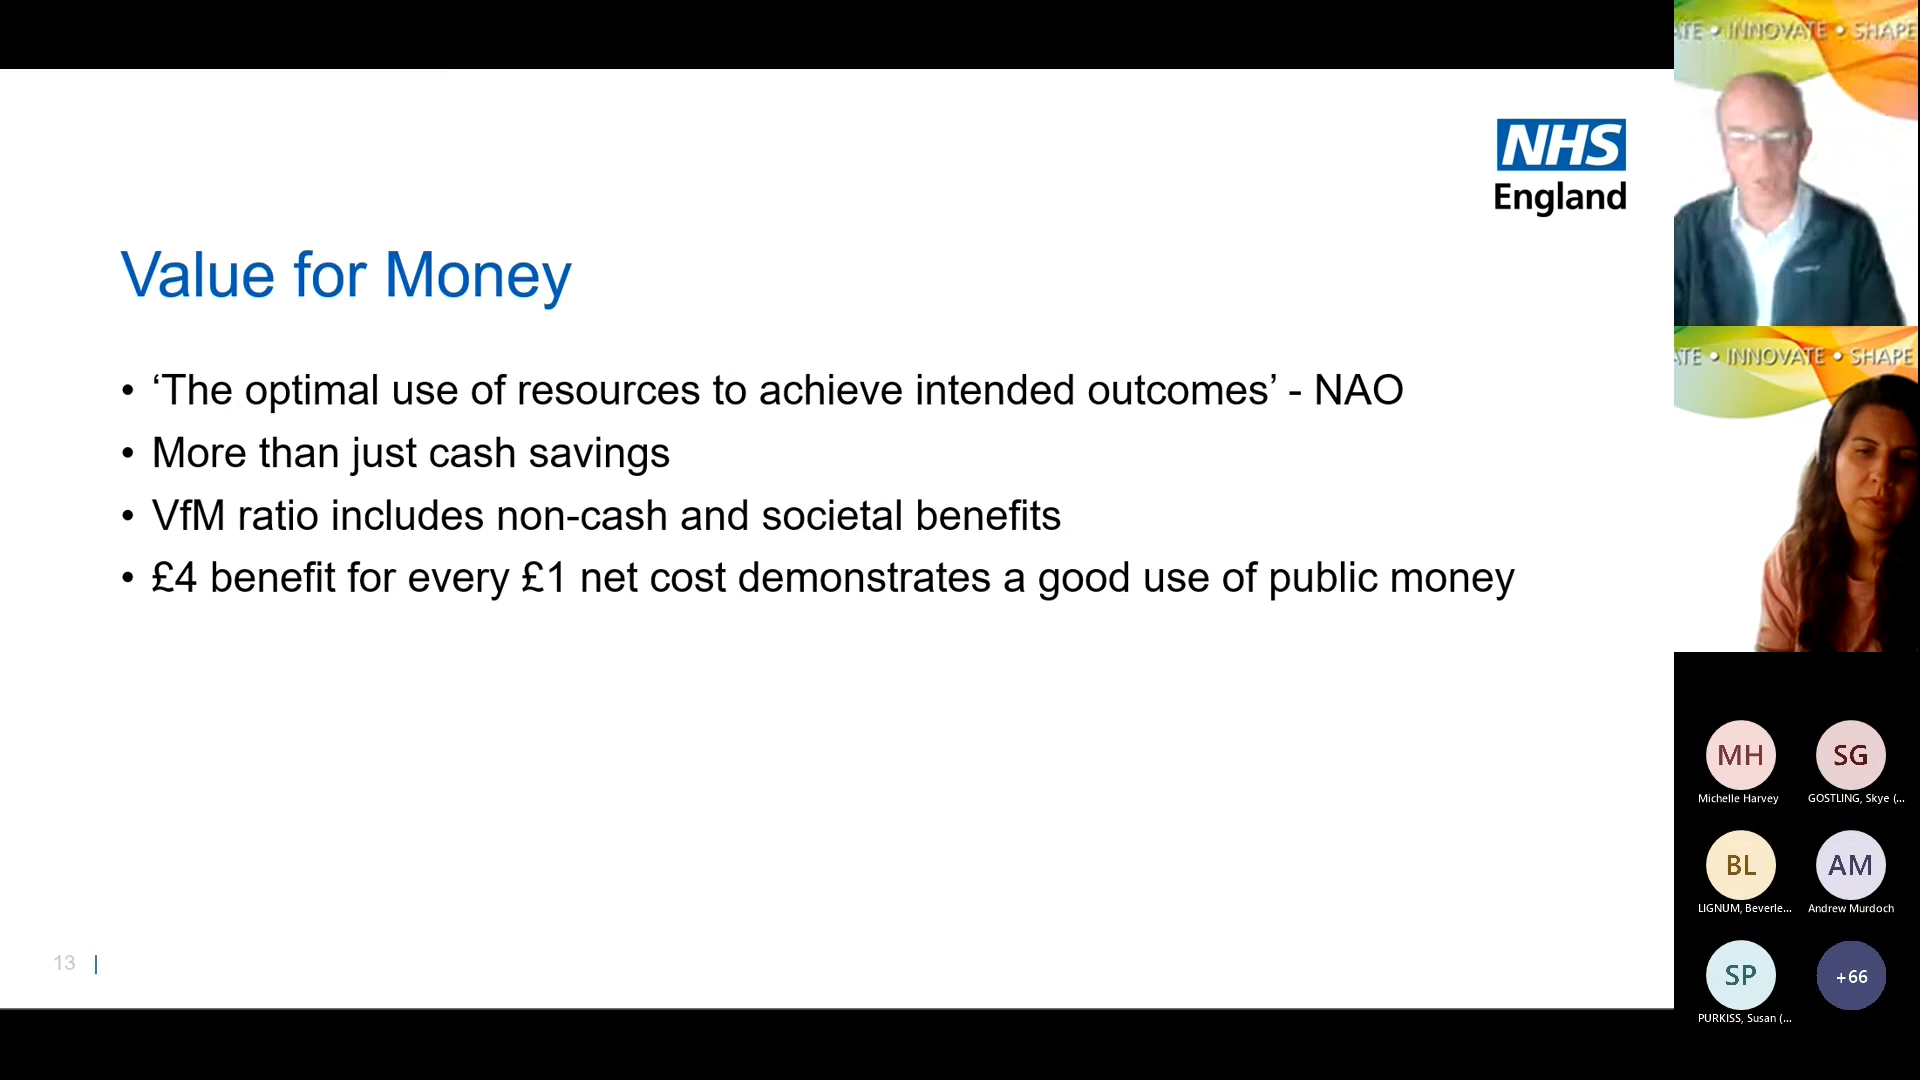 ATE • INNOVATE • SHAPE
NHS
England
Value for Money
• ‘The optimal use of resources to achieve intended outcomes’ - NAO
• More than just cash savings
• VfM ratio includes non-cash and societal benefits
• £4 benefit for every £1 net cost demonstrates a good use of public money
13
ATE • INNOVATE • SHAPE
MH
Michelle Harvey
SG
GOSTLING, Skye (...
BL
LIGNUM, Beverle...
AM
Andrew Murdoch
SP
PURKISS, Susan (...
+66